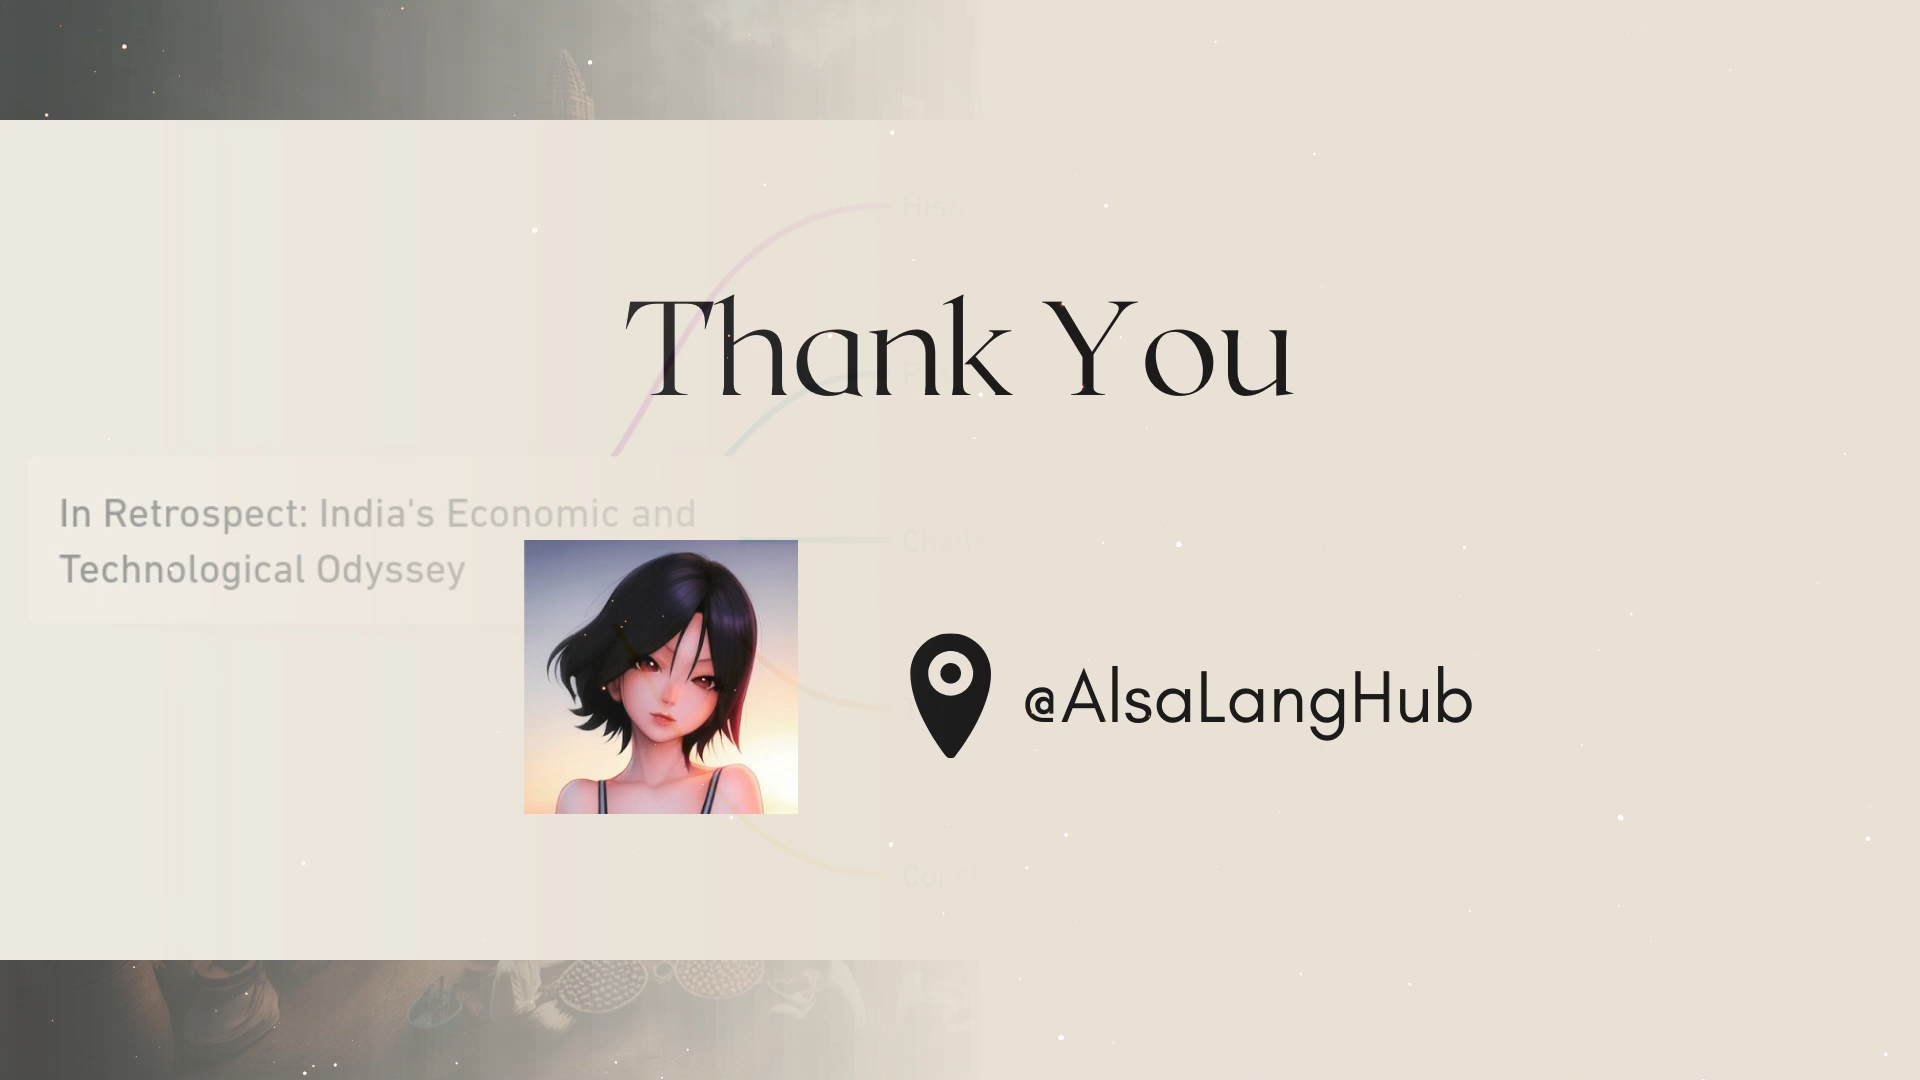 Thank You
In Retrospect: India's Economic and
Technological Odyssey
@AlsaLangHub